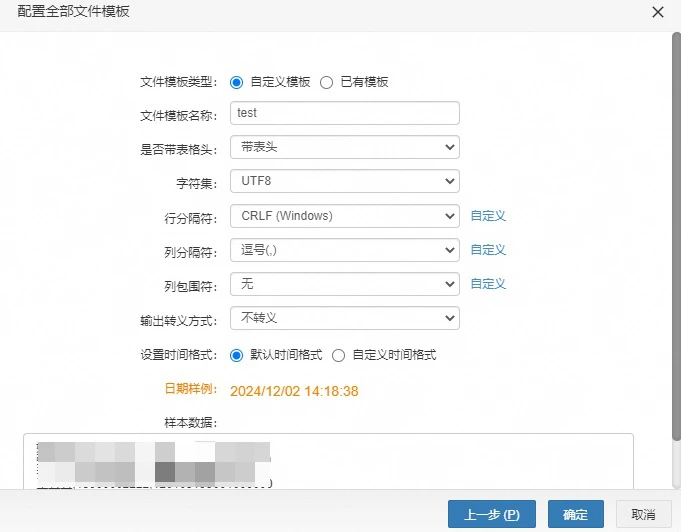 配置全部文件模板
文件模板类型: 自定义模板 已有模板
文件模板名称: test
是否带表格头: 带表头
字符集: UTF8
行分隔符: CRLF (Windows) 自定义
列分隔符: 逗号(,) 自定义
列包围符: 无 自定义
输出转义方式: 不转义
设置时间格式: 默认时间格式 自定义时间格式
日期样例: 2024/12/02 14:18:38
样本数据:
上一步 (P) 确定 取消